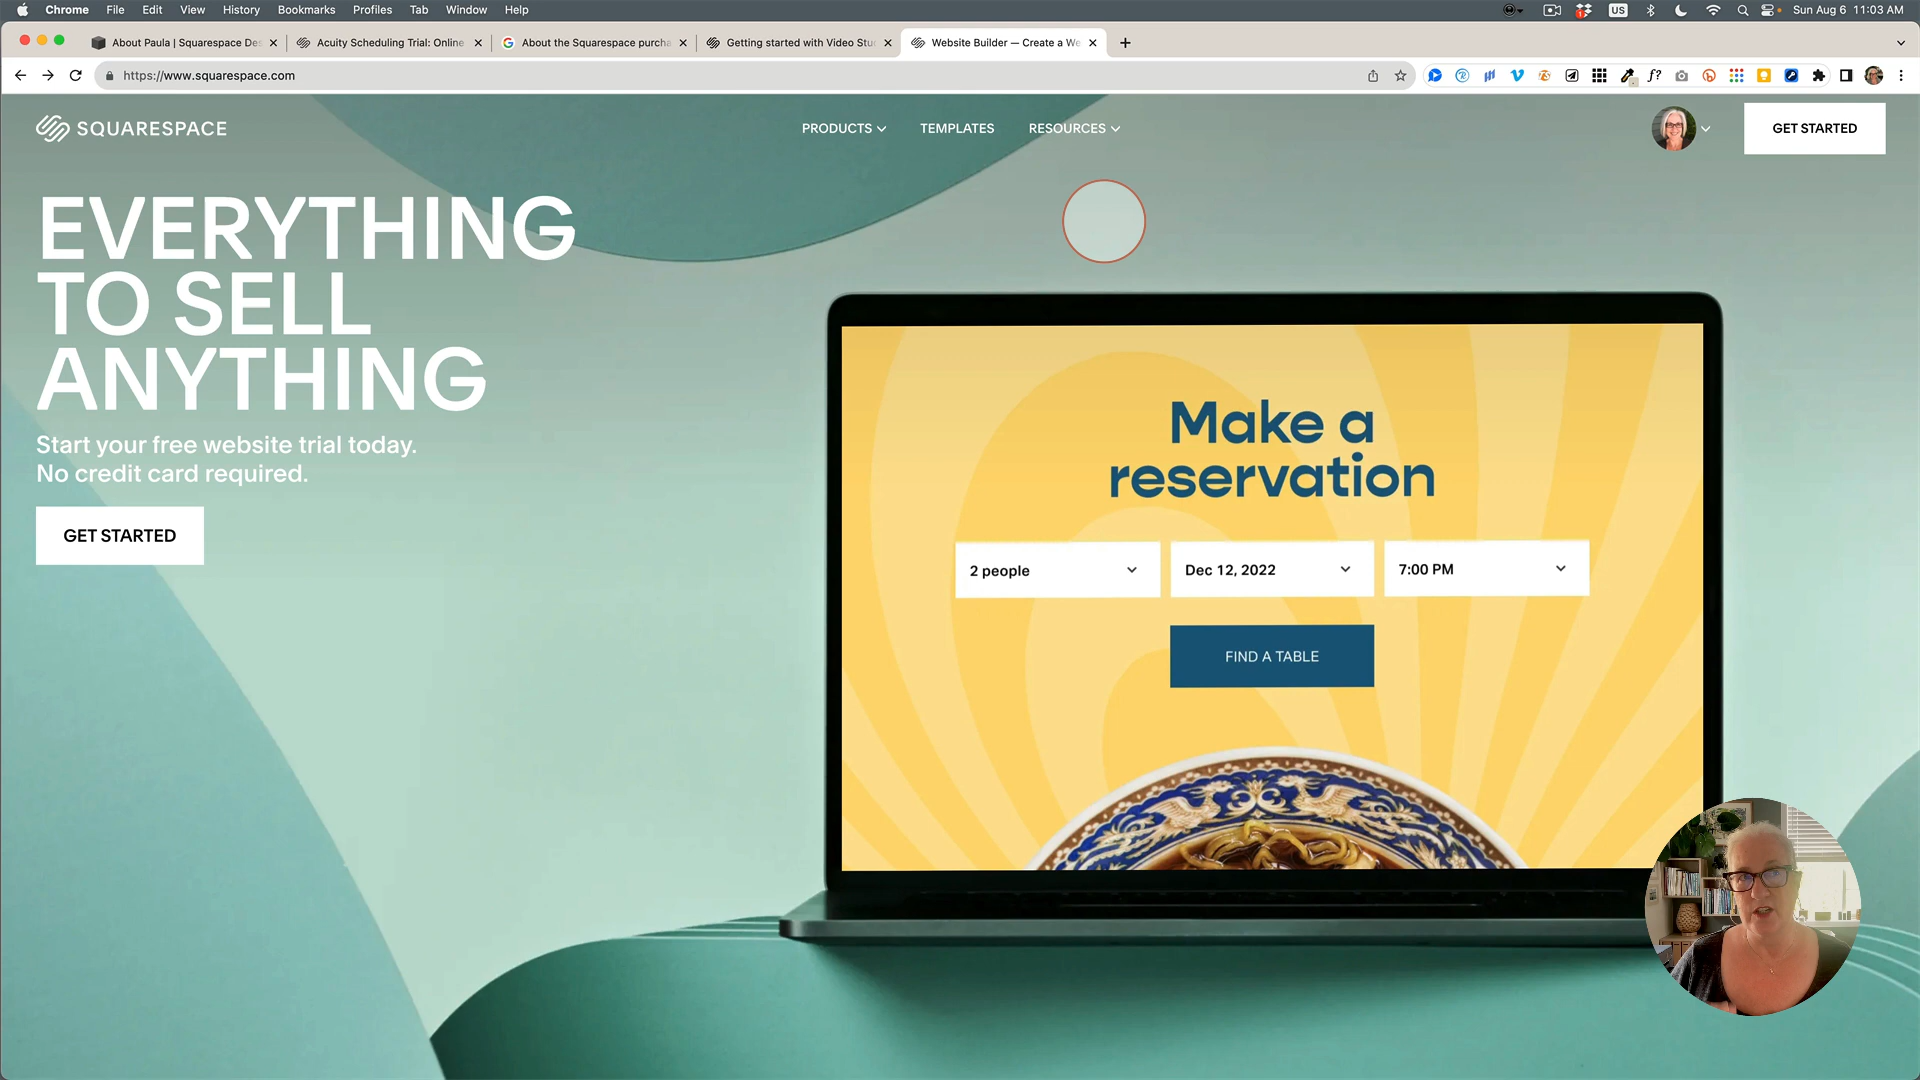 Chrome File Edit View History Bookmarks Profiles Tab Window Help US Sun Aug 6 11:03 AM
About Paula | Squarespace Des
Acuity Scheduling Trial: Online
About the Squarespace purcha
Getting started with Video Stu
Website Builder — Create a We
https://www.squarespace.com
SQUARESPACE
PRODUCTS TEMPLATES RESOURCES
GET STARTED
EVERYTHING
TO SELL
ANYTHING
Start your free website trial today.
No credit card required.
GET STARTED
Make a
reservation
2 people Dec 12, 2022 7:00 PM
FIND A TABLE